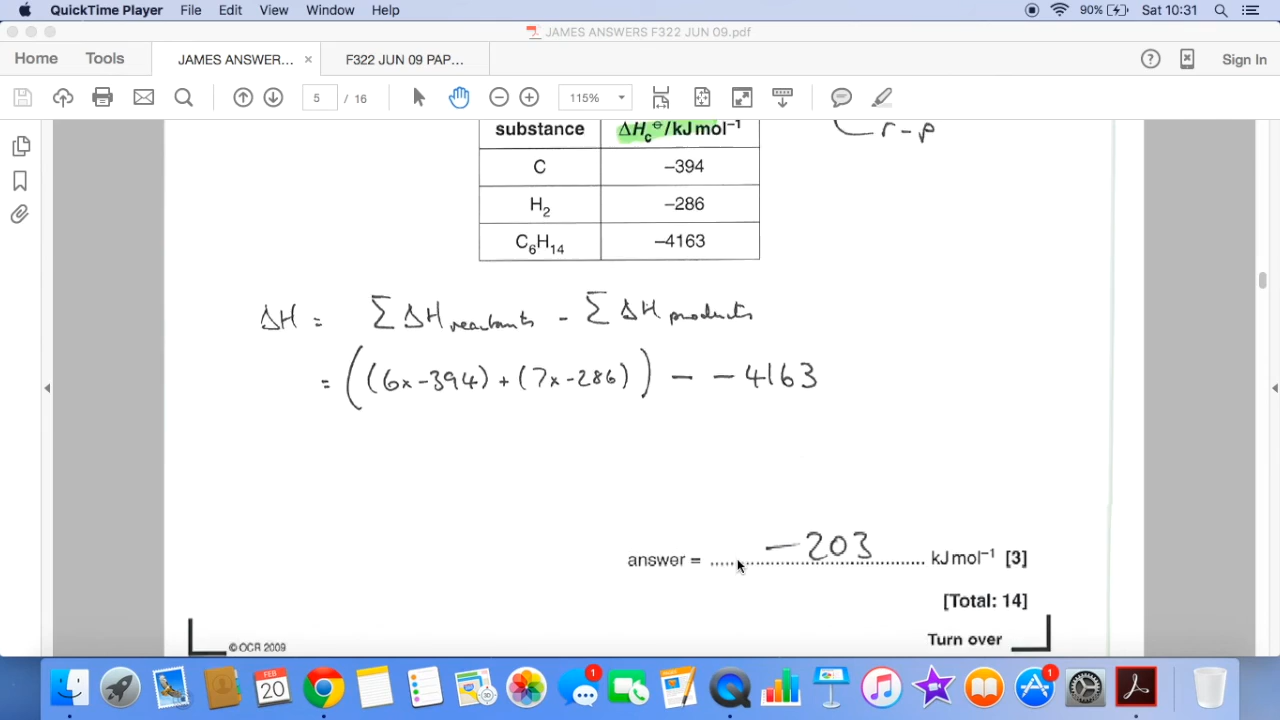 QuickTime Player File Edit View Window Help 90% Sat 10:31
JAMES ANSWERS F322 JUN 09.pdf
Home Tools JAMES ANSWER... × F322 JUN 09 PAP... Sign In
5 / 16 115%
substance ΔHc⦵/kJ mol⁻¹ r-p
C –394
H₂ –286
C₆H₁₄ –4163
ΔH = Σ ΔH reactants - Σ ΔH products
= ((6x-394) + (7x-286)) - -4163
answer = –203 kJ mol⁻¹ [3]
[Total: 14]
© OCR 2009 Turn over
FEB
20
1
1